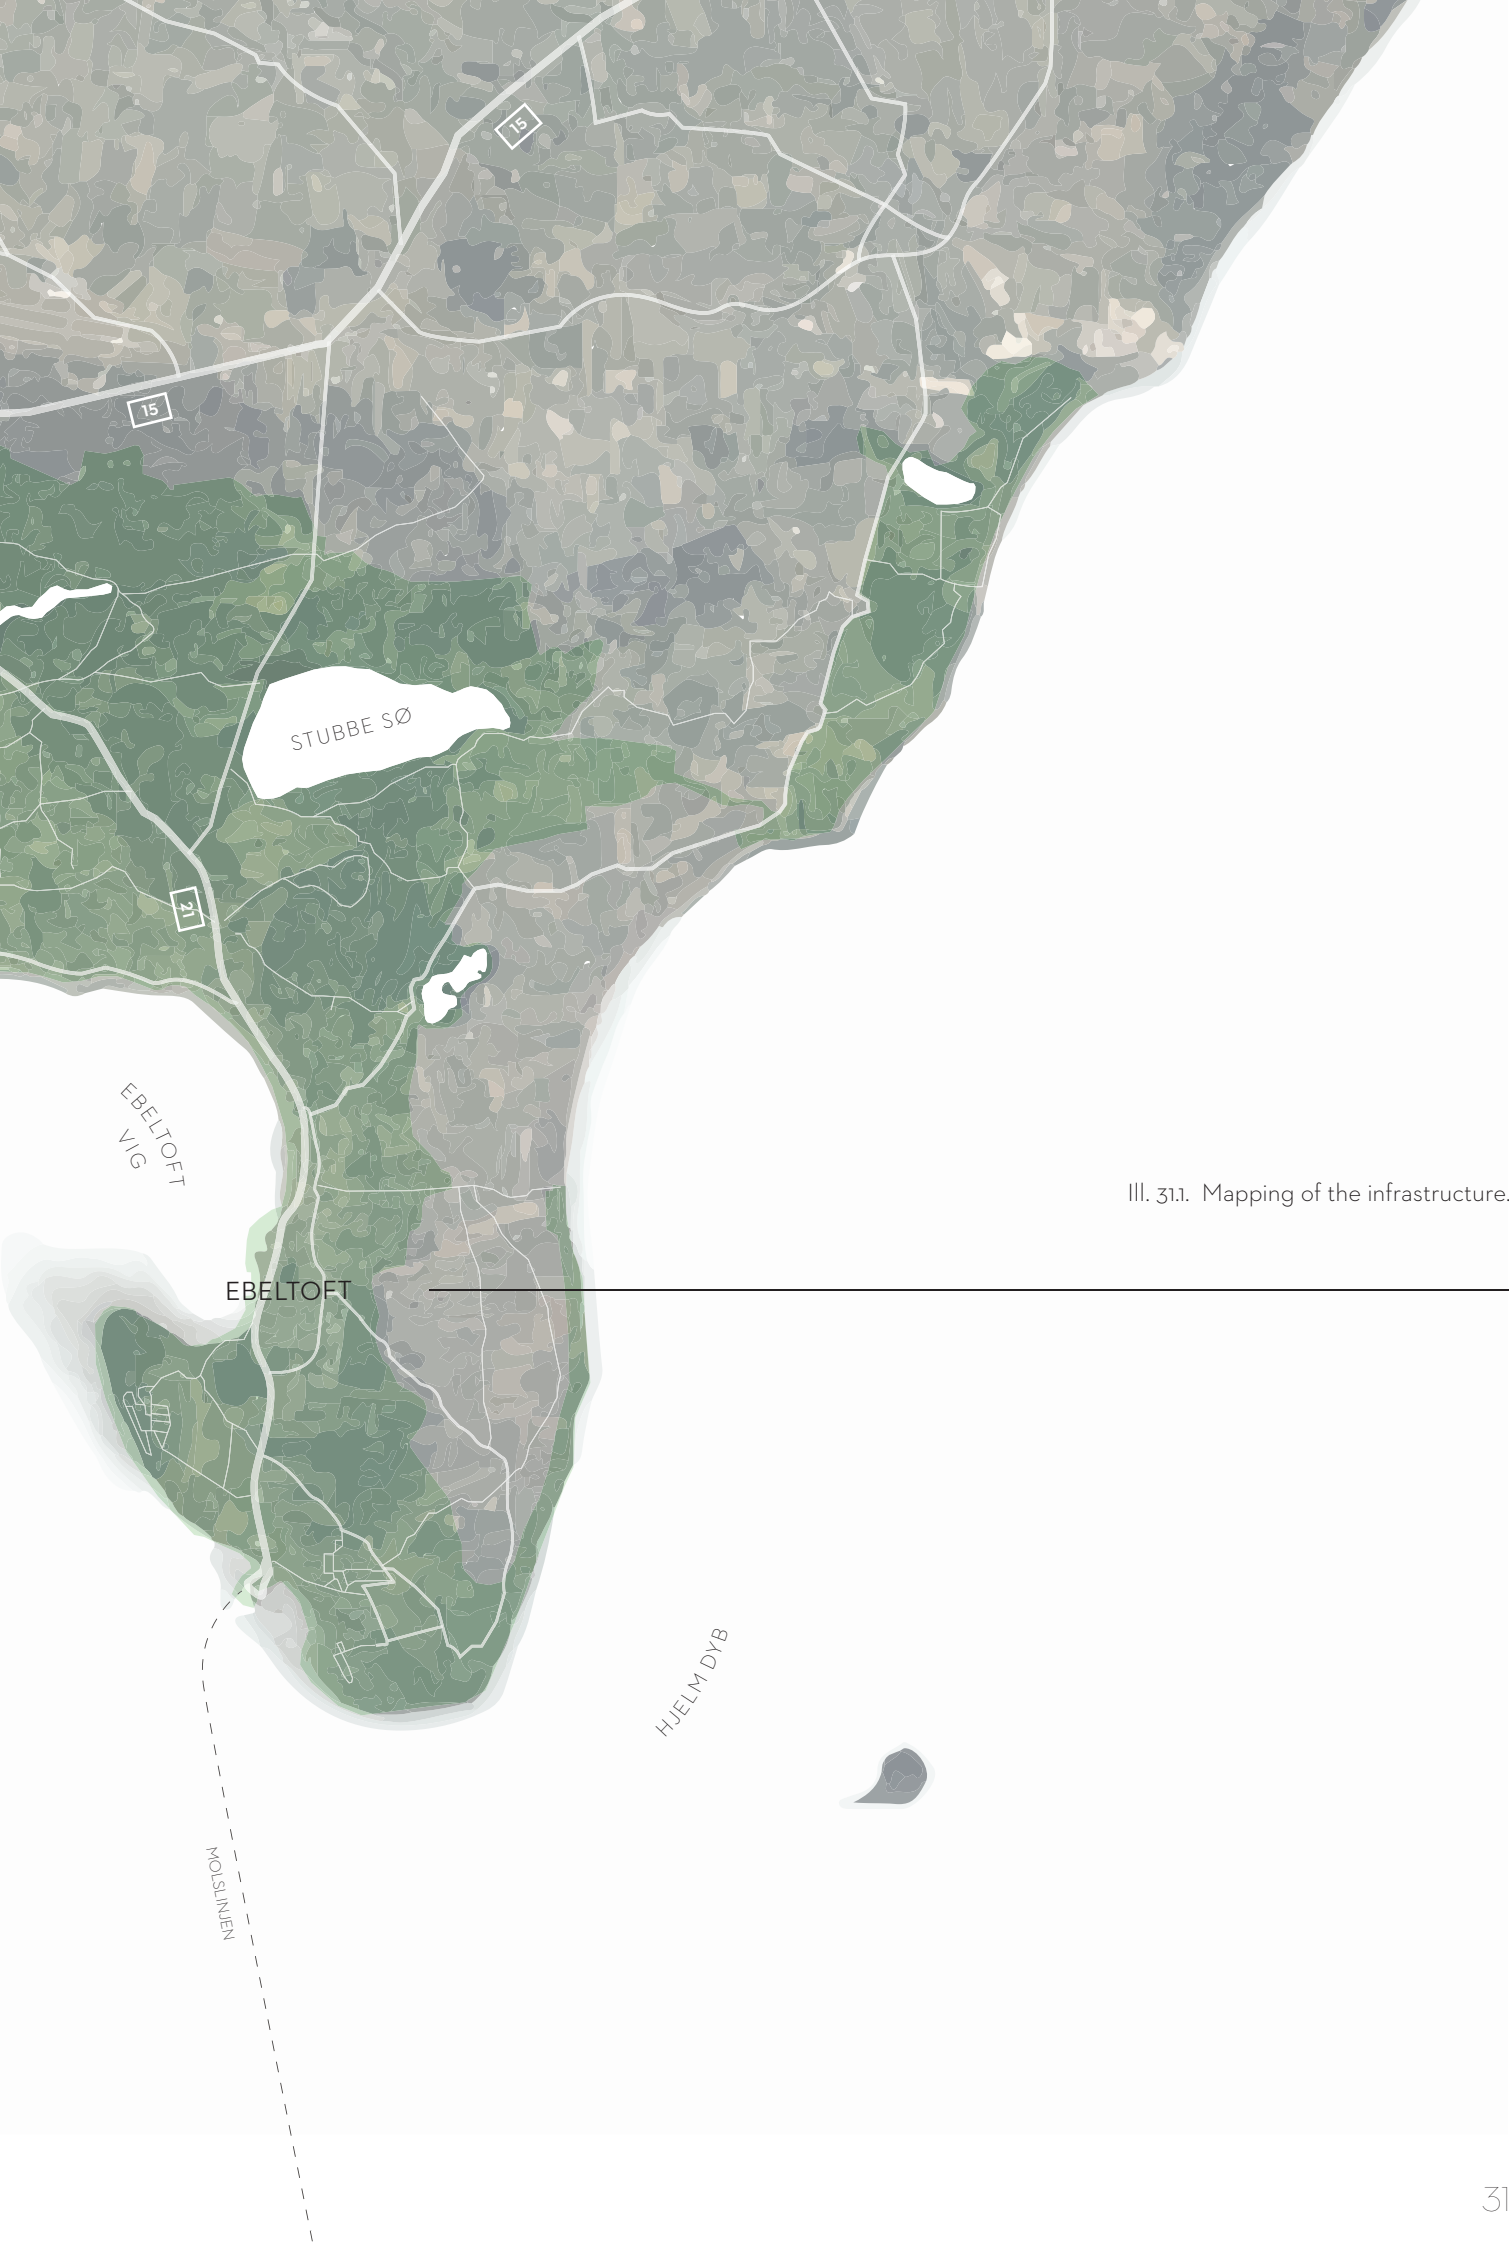 15
15
STUBBE SØ
21
EBELTOFT
VIG
Ill. 31.1. Mapping of the infrastructure.
EBELTOFT
HJELM DYB
MOLSLINJEN
31